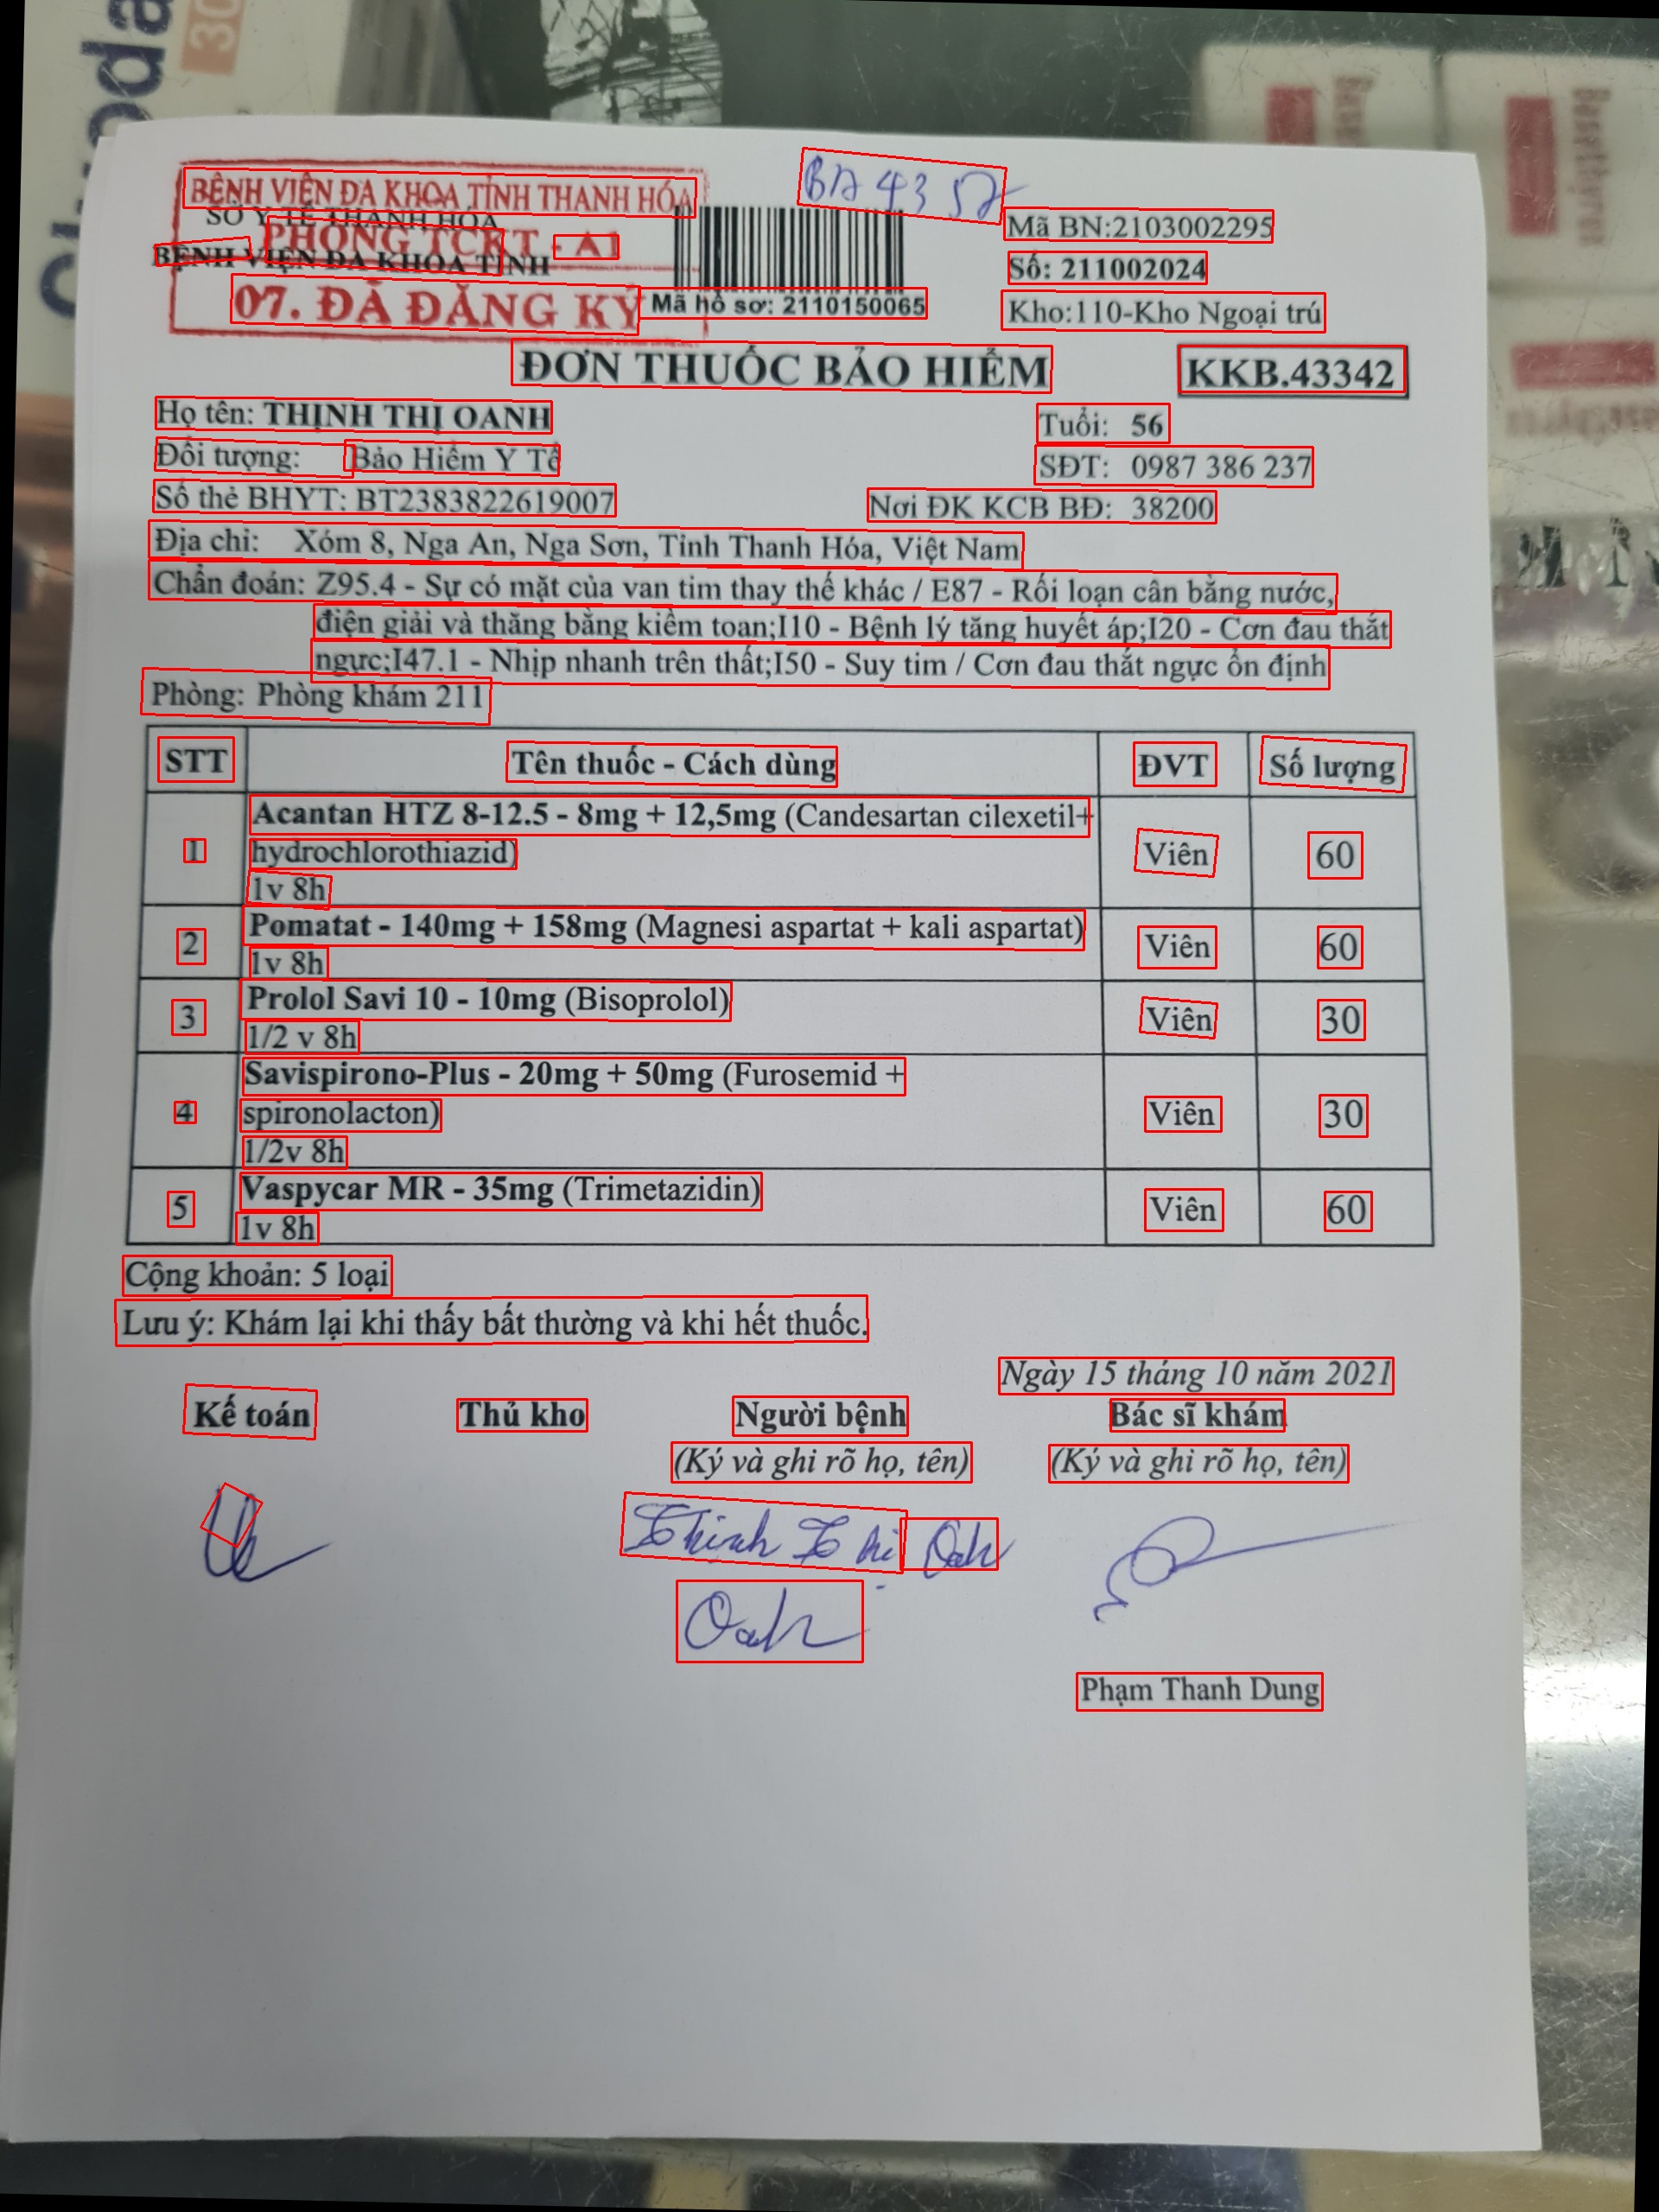 BỆNH VIỆN ĐA KHOA TỈNH THANH HÓA
SỞ Y TẾ THANH HÓA
PHÒNG TCKT - A1
BỆNH VIỆN ĐA KHOA TỈNH
07. ĐÃ ĐĂNG KÝ
Mã hồ sơ: 2110150065
Mã BN:2103002295
Số: 211002024
Kho:110-Kho Ngoại trú
ĐƠN THUỐC BẢO HIỂM KKB.43342
Họ tên: THỊNH THỊ OANH Tuổi: 56
Đối tượng: Bảo Hiểm Y Tế SĐT: 0987 386 237
Số thẻ BHYT: BT2383822619007 Nơi ĐK KCB BĐ: 38200
Địa chỉ: Xóm 8, Nga An, Nga Sơn, Tỉnh Thanh Hóa, Việt Nam
Chẩn đoán: Z95.4 - Sự có mặt của van tim thay thế khác / E87 - Rối loạn cân bằng nước,
điện giải và thăng bằng kiềm toan;I10 - Bệnh lý tăng huyết áp;I20 - Cơn đau thắt
ngực;I47.1 - Nhịp nhanh trên thất;I50 - Suy tim / Cơn đau thắt ngực ổn định
Phòng: Phòng khám 211
STT Tên thuốc - Cách dùng ĐVT Số lượng
Acantan HTZ 8-12.5 - 8mg + 12,5mg (Candesartan cilexetil+
1 hydrochlorothiazid) Viên 60
1v 8h
2 Pomatat - 140mg + 158mg (Magnesi aspartat + kali aspartat) Viên 60
1v 8h
3 Prolol Savi 10 - 10mg (Bisoprolol) Viên 30
1/2 v 8h
Savispirono-Plus - 20mg + 50mg (Furosemid +
4 spironolacton) Viên 30
1/2v 8h
5 Vaspycar MR - 35mg (Trimetazidin) Viên 60
1v 8h
Cộng khoản: 5 loại
Lưu ý: Khám lại khi thấy bất thường và khi hết thuốc.
Ngày 15 tháng 10 năm 2021
Kế toán Thủ kho Người bệnh Bác sĩ khám
(Ký và ghi rõ họ, tên) (Ký và ghi rõ họ, tên)
Thịnh Thị Oanh
Oanh
Phạm Thanh Dung